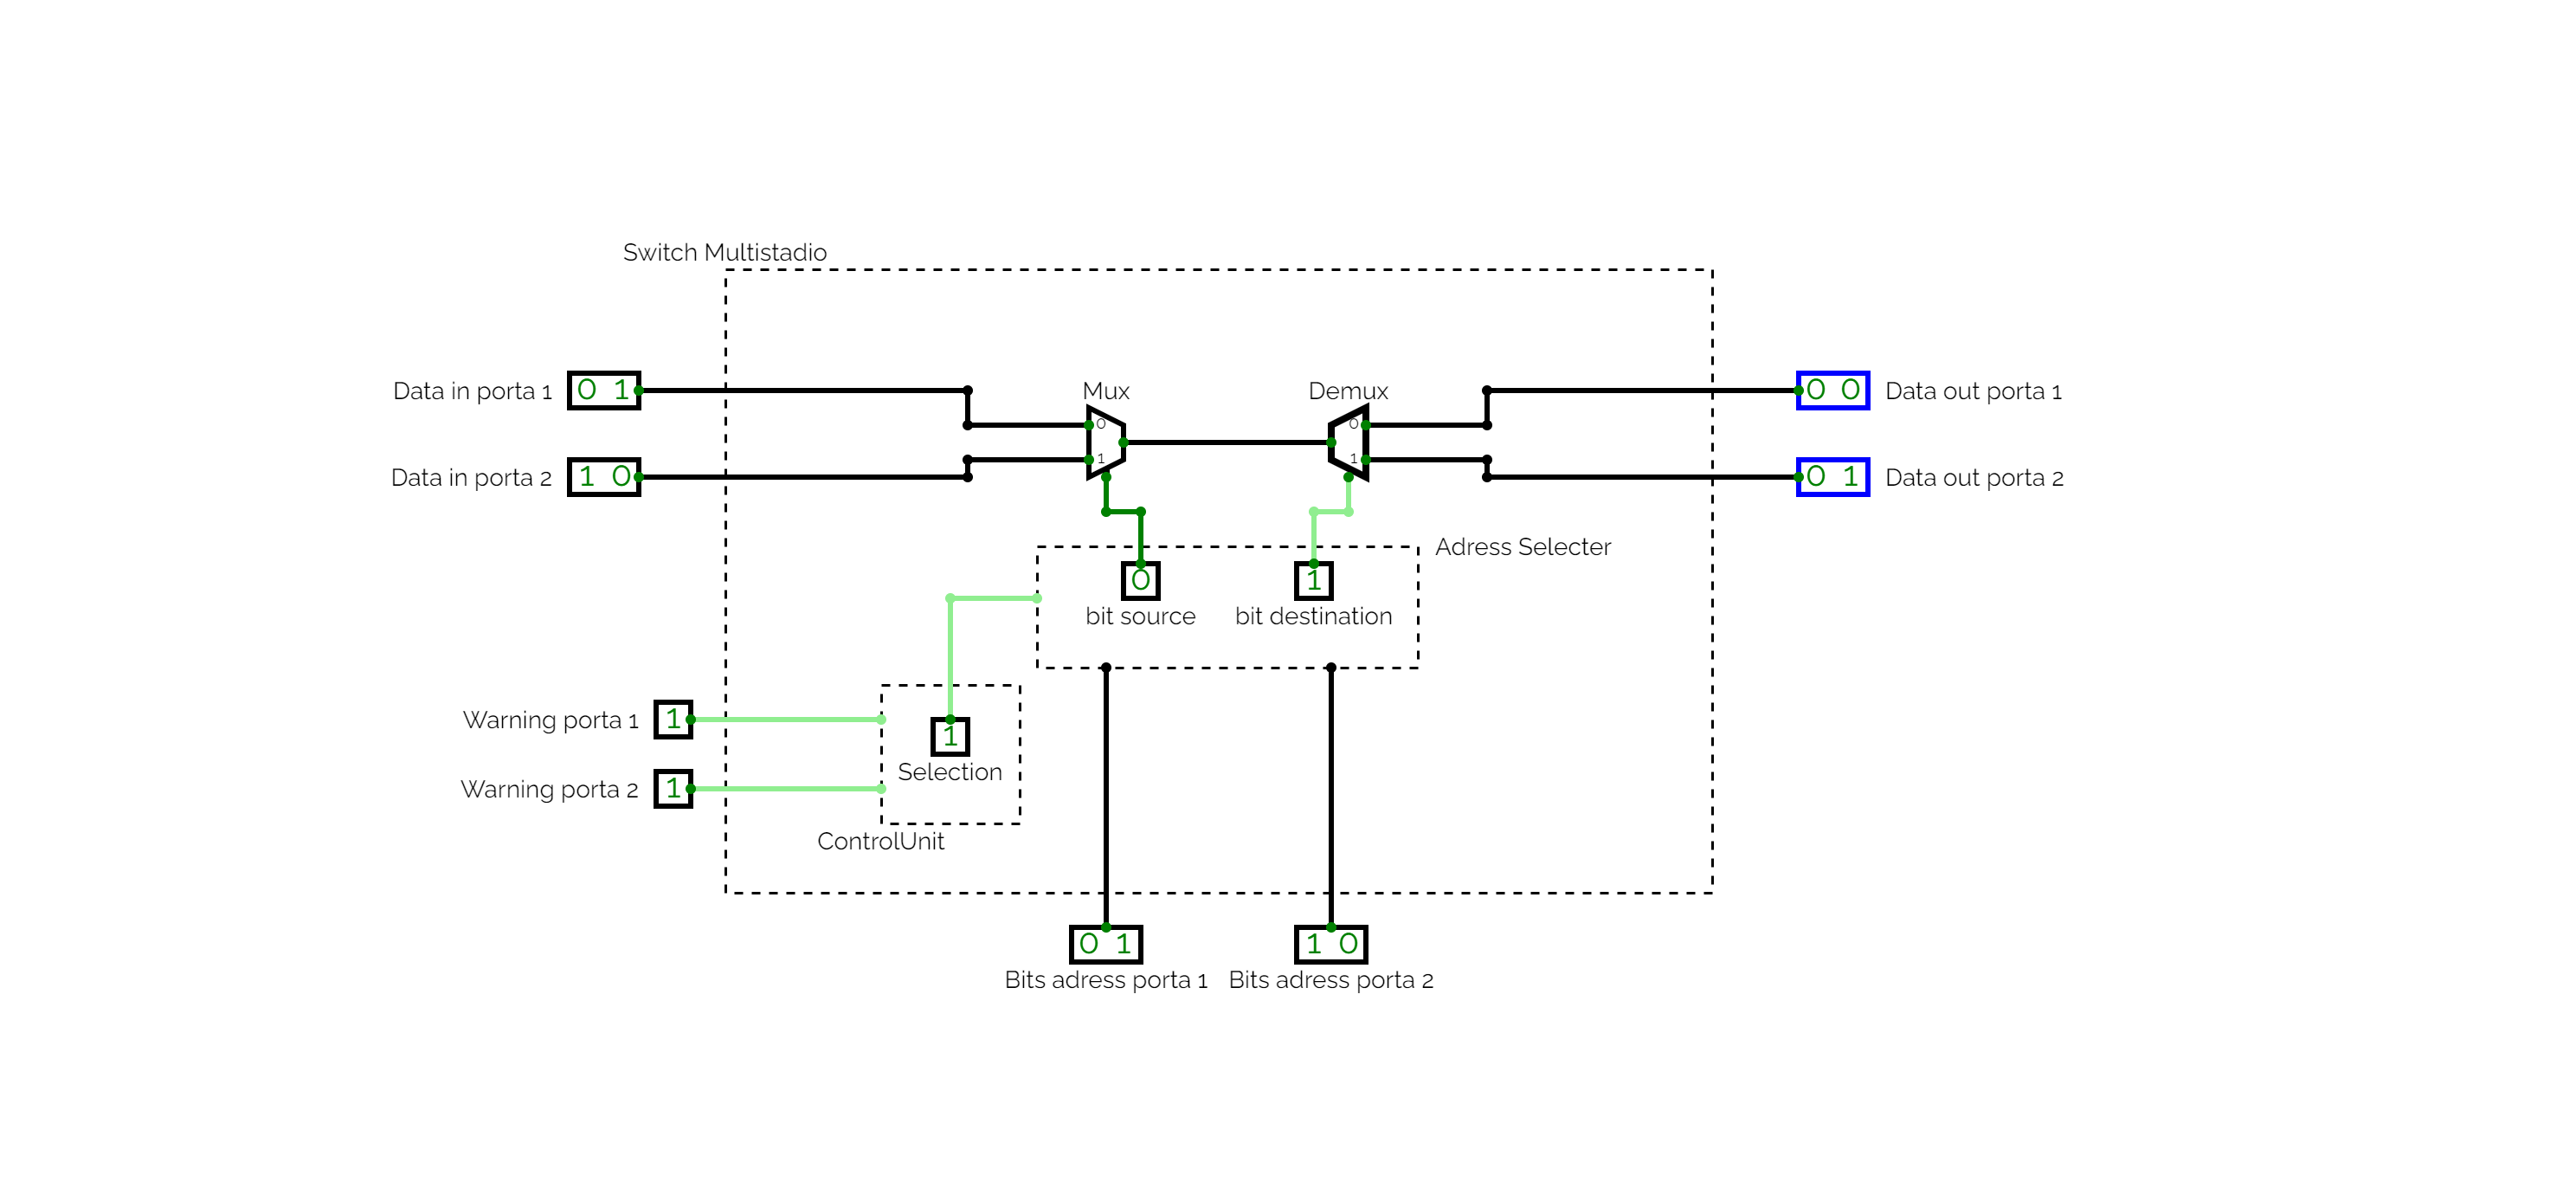 Switch Multistadio
Data in porta 1
0 1
Mux
Demux
0 0
Data out porta 1
0
0
1
1
Data in porta 2
1 0
0 1
Data out porta 2
Adress Selecter
0
1
bit source
bit destination
Warning porta 1
1
1
Selection
Warning porta 2
1
ControlUnit
0 1
1 0
Bits adress porta 1
Bits adress porta 2